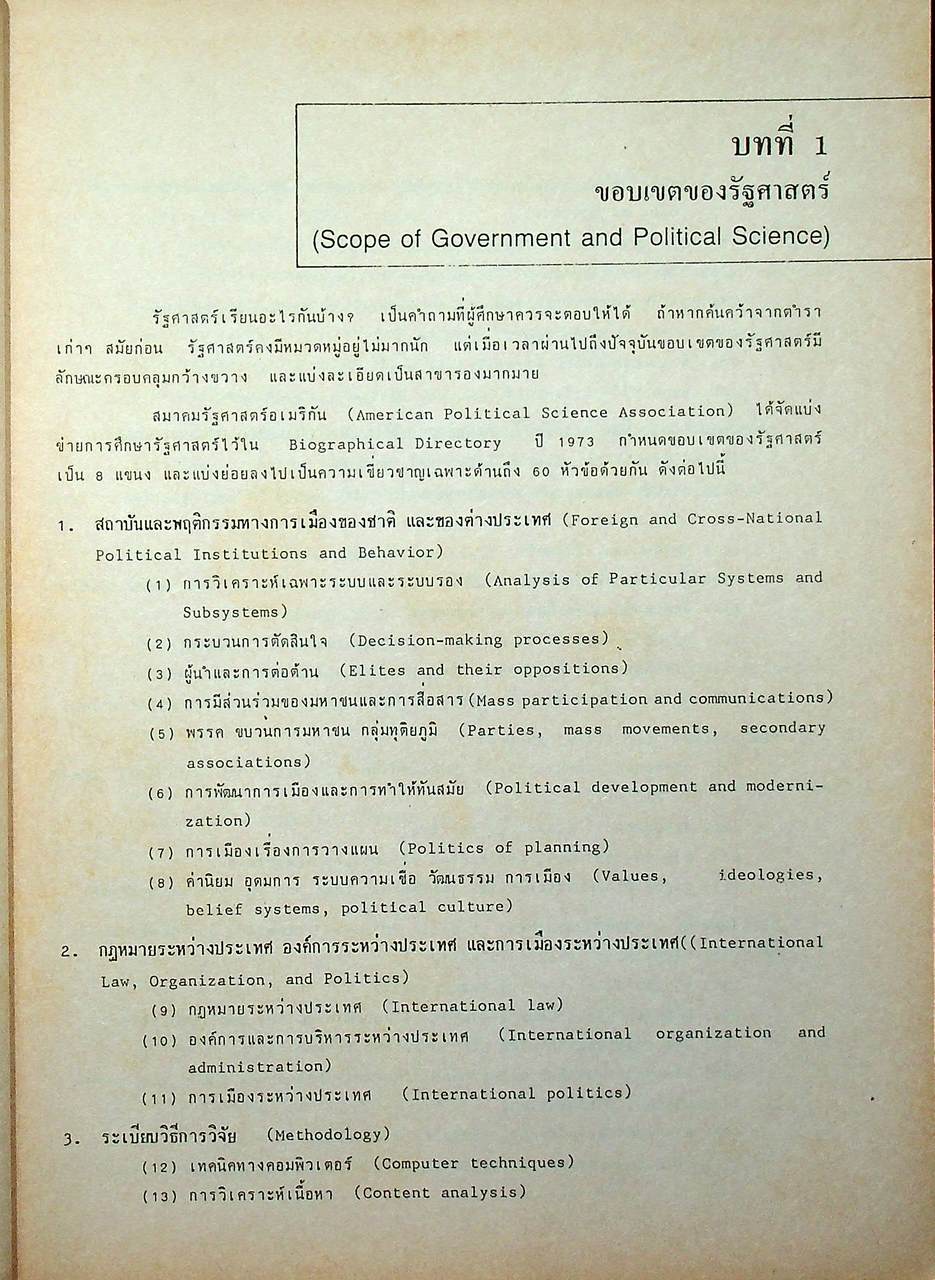 บทที่ 1
ขอบเขตของรัฐศาสตร์
(Scope of Government and Political Science)
รัฐศาสตร์เรียนอะไรกันบ้าง? เป็นคำถามที่ผู้ศึกษาควรจะตอบให้ได้ ถ้าหากค้นคว้าจากตำรา
เก่าๆ สมัยก่อน รัฐศาสตร์คงมีหมวดหมู่อยู่ไม่มากนัก แต่เมื่อเวลาผ่านไปถึงปัจจุบันขอบเขตของรัฐศาสตร์มี
ลักษณะครอบคลุมกว้างขวาง และแบ่งละเอียดเป็นสาขารองมากมาย
สมาคมรัฐศาสตร์อเมริกัน (American Political Science Association) ได้จัดแบ่ง
ข่ายการศึกษารัฐศาสตร์ไว้ใน Biographical Directory ปี 1973 กำหนดขอบเขตของรัฐศาสตร์
เป็น 8 แขนง และแบ่งย่อยลงไปเป็นความเชี่ยวชาญเฉพาะด้านถึง 60 หัวข้อด้วยกัน ดังต่อไปนี้
1. สถาบันและพฤติกรรมทางการเมืองของชาติ และของต่างประเทศ (Foreign and Cross-National
Political Institutions and Behavior)
(1) การวิเคราะห์เฉพาะระบบและระบบรอง (Analysis of Particular Systems and
Subsystems)
(2) กระบวนการตัดสินใจ (Decision-making processes)
(3) ผู้นำและการต่อต้าน (Elites and their oppositions)
(4) การมีส่วนร่วมของมหาชนและการสื่อสาร (Mass participation and communications)
(5) พรรค ขบวนการมหาชน กลุ่มทุติยภูมิ (Parties, mass movements, secondary
associations)
(6) การพัฒนาการเมืองและการทำให้ทันสมัย (Political development and moderni-
zation)
(7) การเมืองเรื่องการวางแผน (Politics of planning)
(8) ค่านิยม อุดมการ ระบบความเชื่อ วัฒนธรรม การเมือง (Values, ideologies,
belief systems, political culture)
2. กฎหมายระหว่างประเทศ องค์การระหว่างประเทศ และการเมืองระหว่างประเทศ((International
Law, Organization, and Politics)
(9) กฎหมายระหว่างประเทศ (International law)
(10) องค์การและการบริหารระหว่างประเทศ (International organization and
administration)
(11) การเมืองระหว่างประเทศ (International politics)
3. ระเบียบวิธีการวิจัย (Methodology)
(12) เทคนิคทางคอมพิวเตอร์ (Computer techniques)
(13) การวิเคราะห์เนื้อหา (Content analysis)